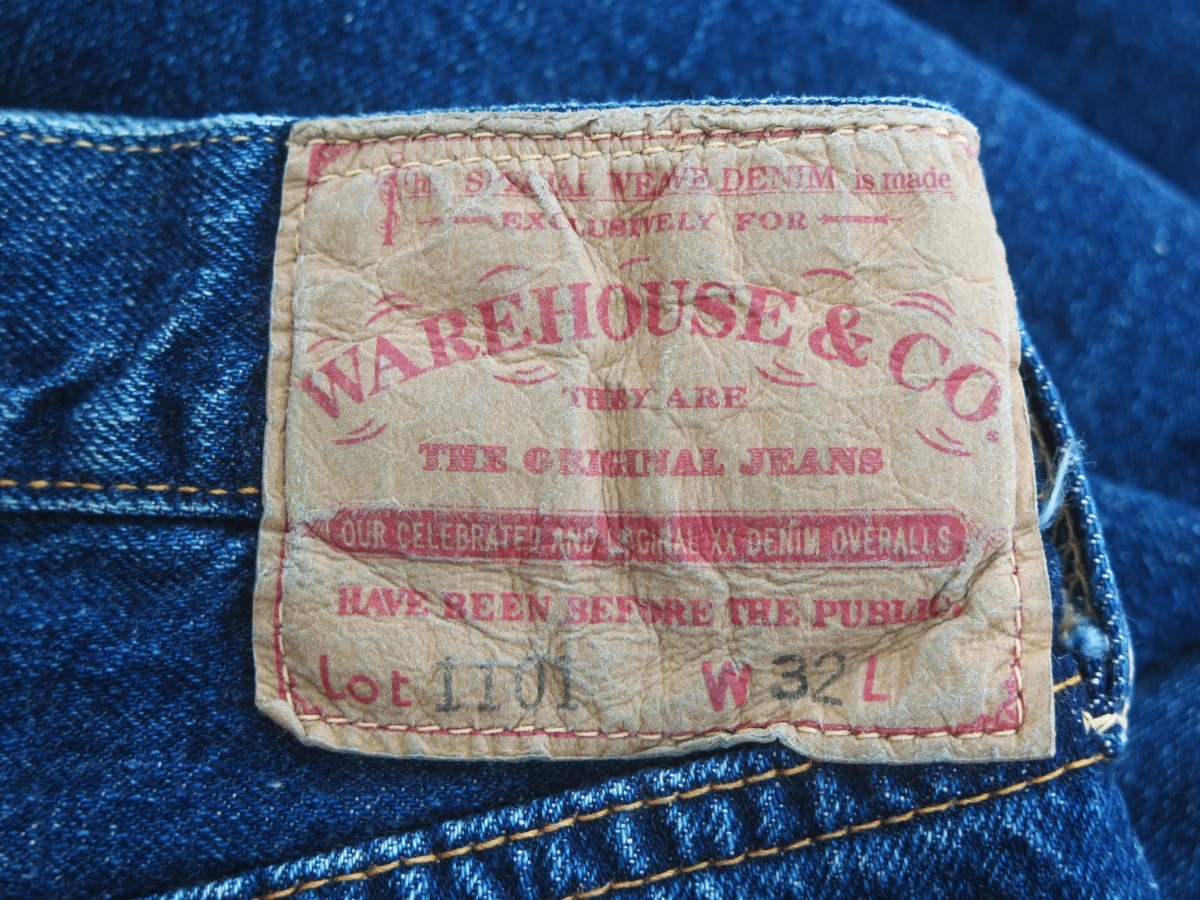 This SPECIAL WEAVE DENIM is made
EXCLUSIVELY FOR
WAREHOUSE & CO.
THEY ARE
THE ORIGINAL JEANS
OUR CELEBRATED AND ORIGINAL XX DENIM OVERALLS
HAVE BEEN BEFORE THE PUBLIC.
Lot 1101 W 32 L